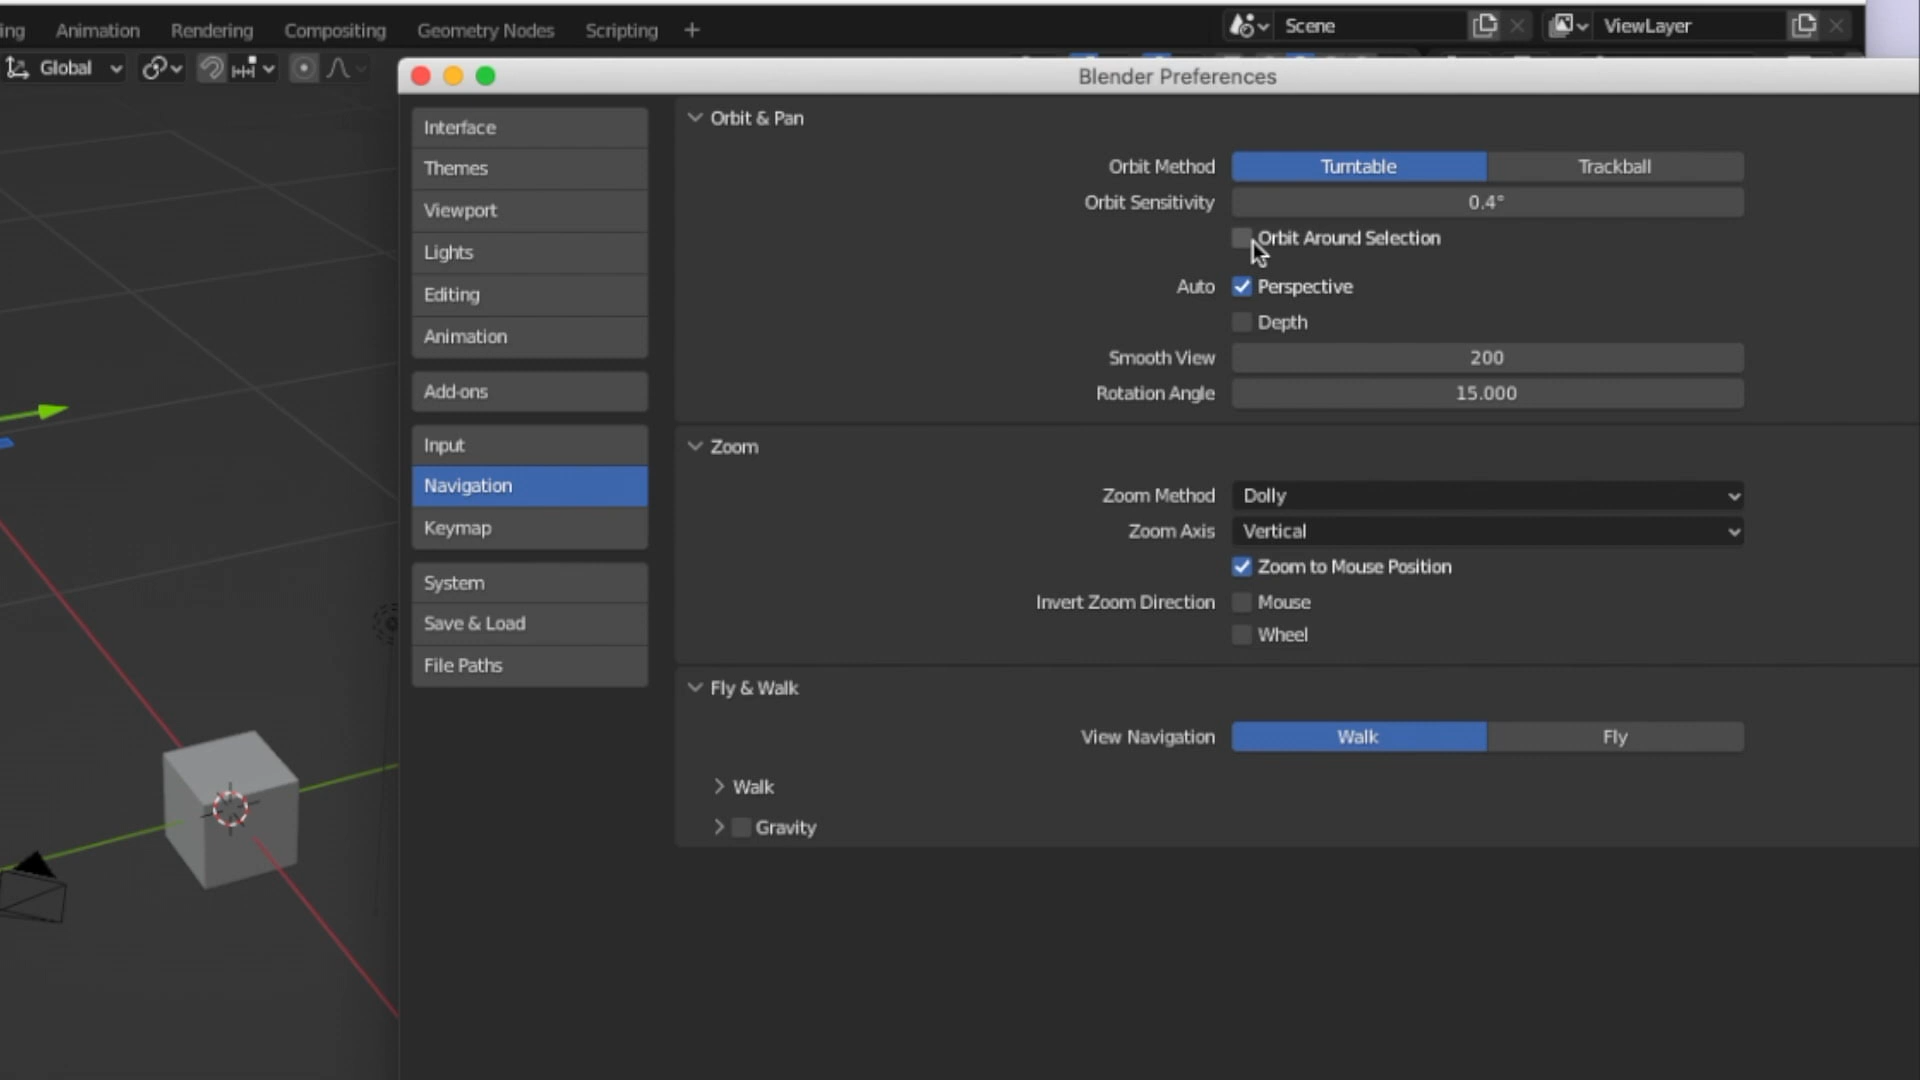 ing Animation Rendering Compositing Geometry Nodes Scripting + Scene ViewLayer
Global
Blender Preferences
Interface
Themes
Viewport
Lights
Editing
Animation
Add-ons
Input
Navigation
Keymap
System
Save & Load
File Paths
Orbit & Pan
Orbit Method Turntable Trackball
Orbit Sensitivity 0.4°
Orbit Around Selection
Auto Perspective
Depth
Smooth View 200
Rotation Angle 15.000
Zoom
Zoom Method Dolly
Zoom Axis Vertical
Zoom to Mouse Position
Invert Zoom Direction Mouse
Wheel
Fly & Walk
View Navigation Walk Fly
Walk
Gravity